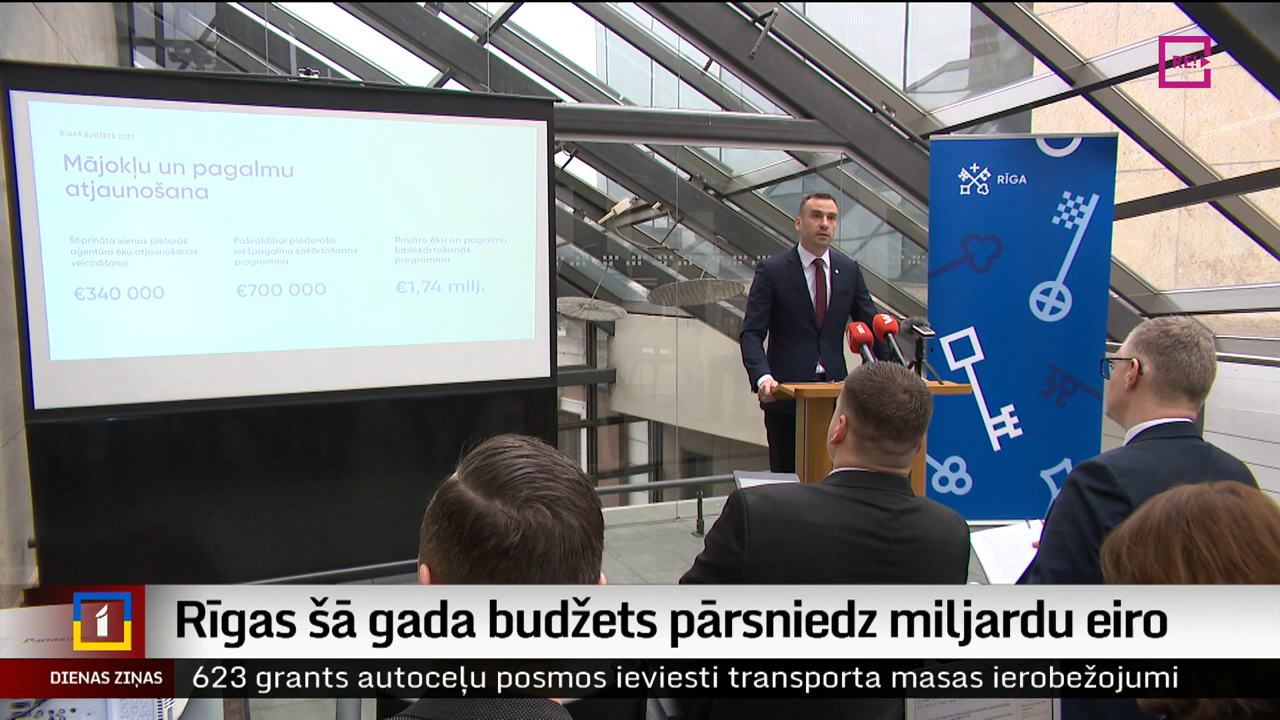 RE!
RĪGAS BUDŽETS 2023
Mājokļu un pagalmu
atjaunošana
Stiprināta vienas pieturas
aģentūra ēku atjaunošanas
veicināšanai
€340 000
Pašvaldībai piederošo
iekšpagalmu sakārtošanas
programma
€700 000
Privāto ēku un pagalmu
labiekārtošanas
programma
€1,74 milj.
RĪGA
1
Rīgas šā gada budžets pārsniedz miljardu eiro
DIENAS ZIŅAS
623 grants autoceļu posmos ieviesti transporta masas ierobežojumi